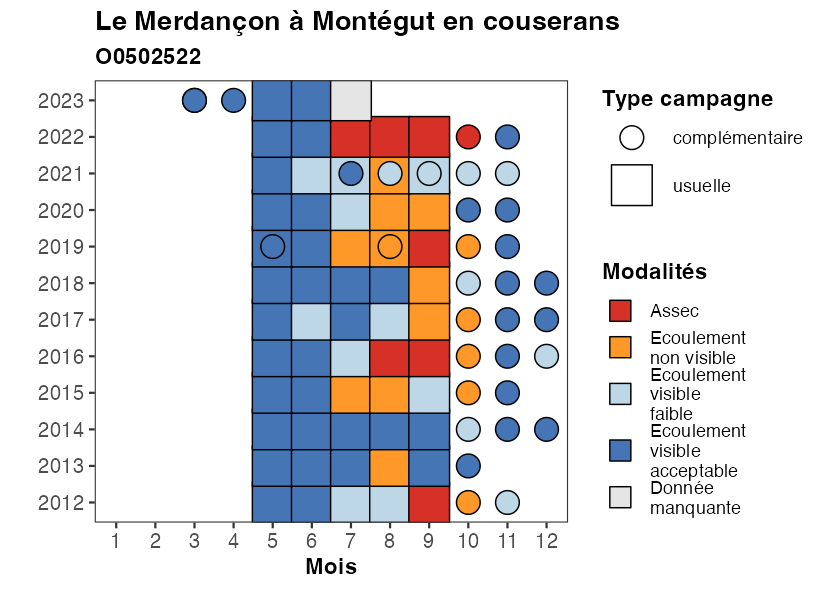 Le Merdançon à Montégut en couserans
O0502522
2023
2022
2021
2020
2019
2018
2017
2016
2015
2014
2013
2012
1 2 3 4 5 6 7 8 9 10 11 12
Mois
Type campagne
complémentaire
usuelle
Modalités
Assec
Ecoulement
non visible
Ecoulement
visible
faible
Ecoulement
visible
acceptable
Donnée
manquante